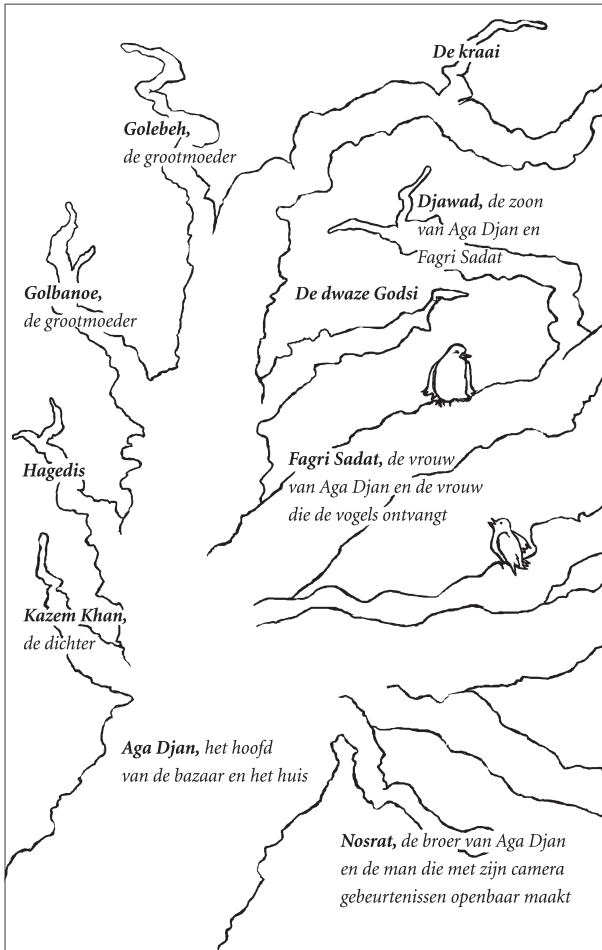 De kraai
Golebeh,
de grootmoeder
Djawad, de zoon
van Aga Djan en
Fagri Sadat
Golbanoe,
de grootmoeder
De dwaze Godsi
Hagedis
Fagri Sadat, de vrouw
van Aga Djan en de vrouw
die de vogels ontvangt
Kazem Khan,
de dichter
Aga Djan, het hoofd
van de bazaar en het huis
Nosrat, de broer van Aga Djan
en de man die met zijn camera
gebeurtenissen openbaar maakt